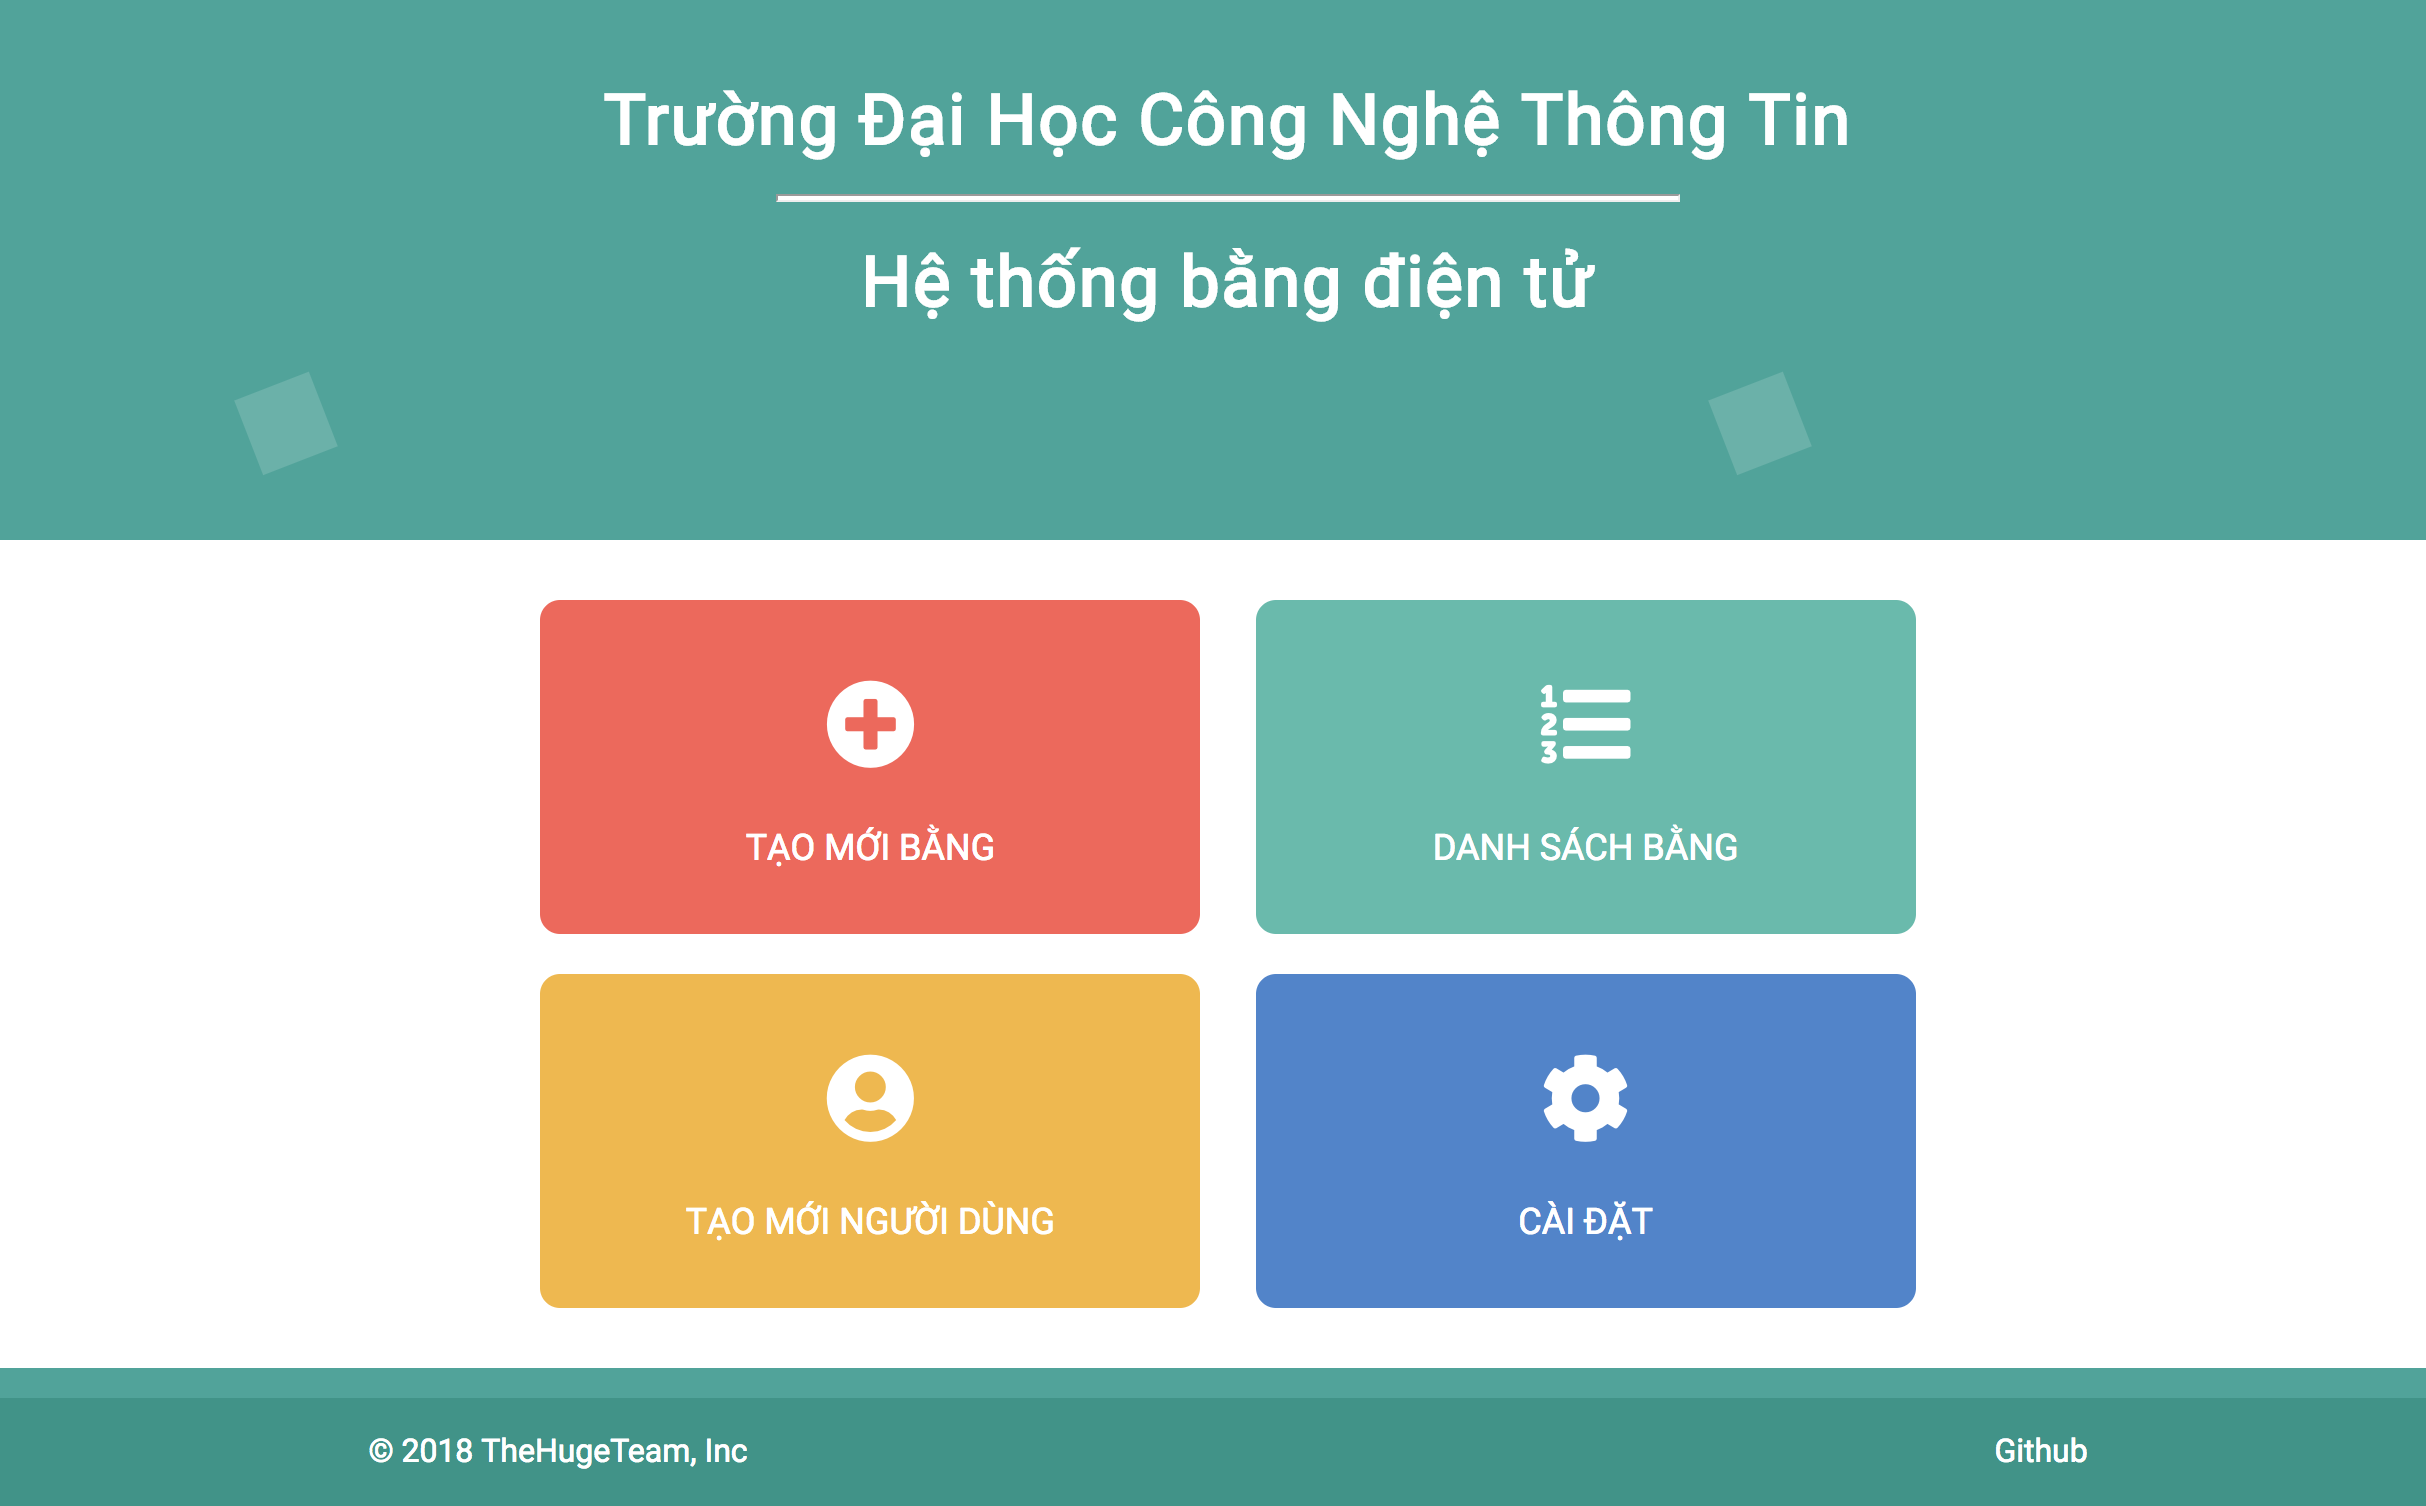 Trường Đại Học Công Nghệ Thông Tin
Hệ thống bằng điện tử
1
2
3
TẠO MỚI BẰNG
DANH SÁCH BẰNG
TẠO MỚI NGƯỜI DÙNG
CÀI ĐẶT
© 2018 TheHugeTeam, Inc
Github